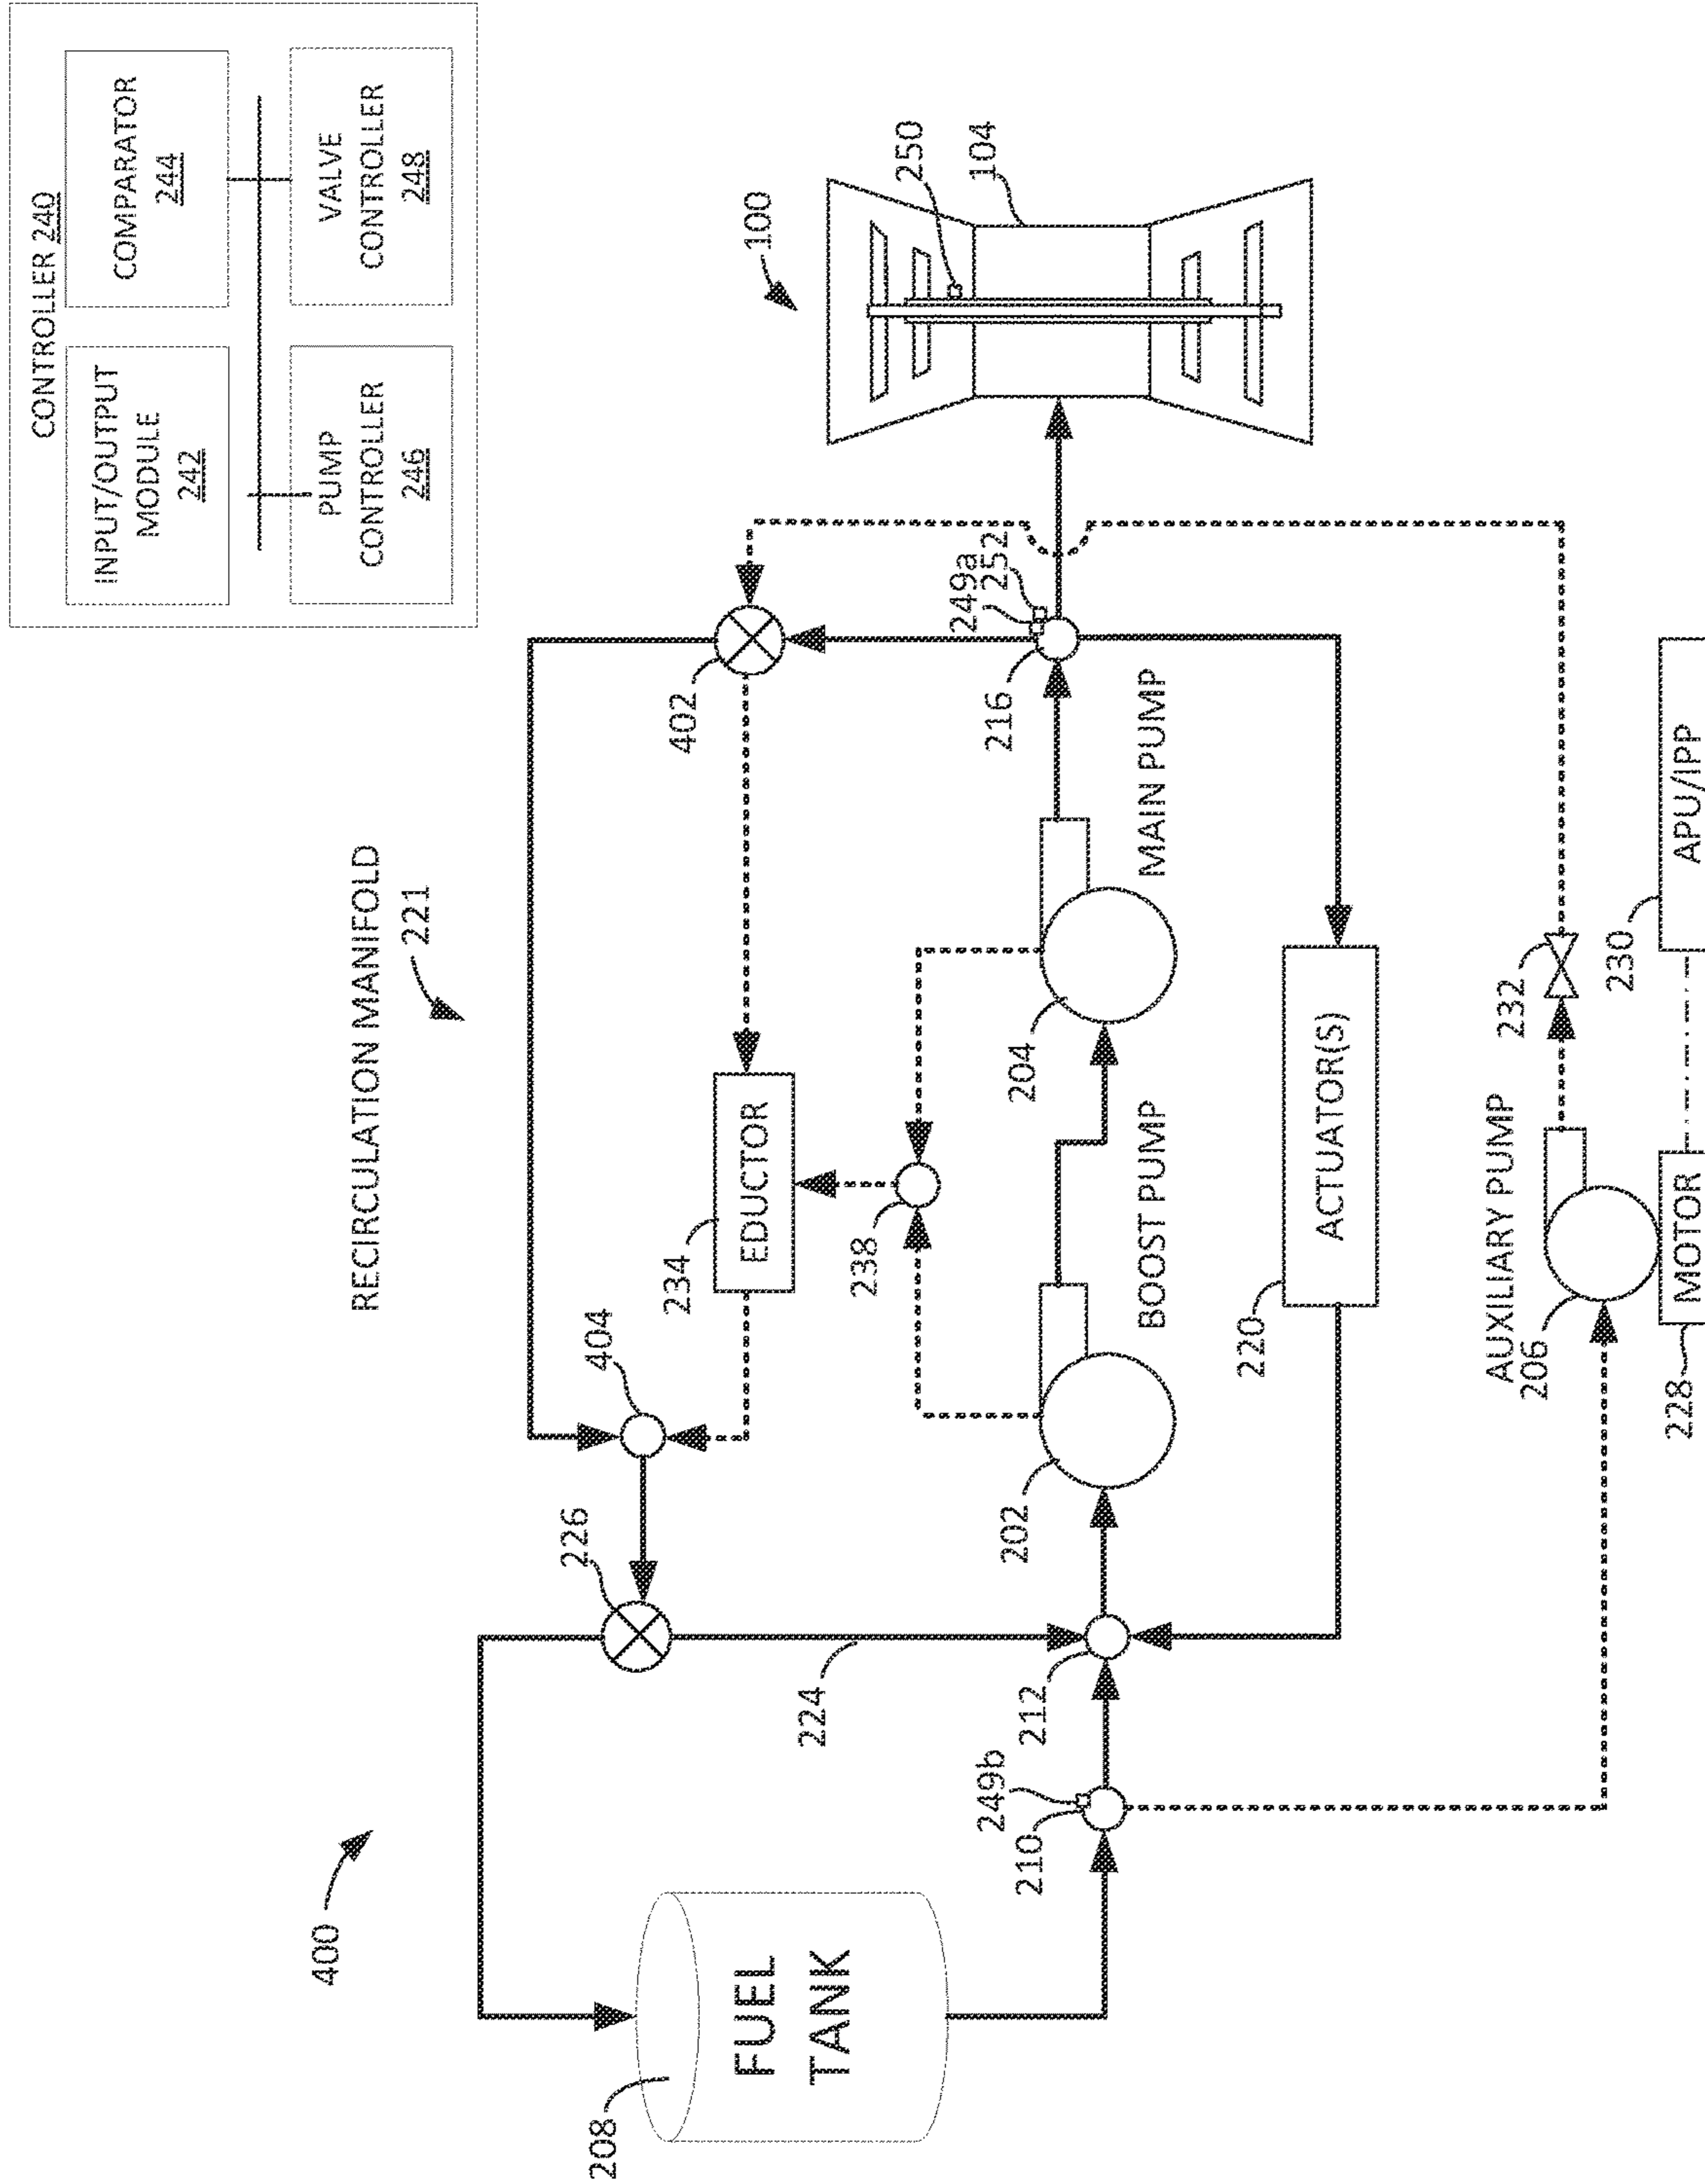 CONTROLLER 240
INPUT/OUTPUT
MODULE
242
COMPARATOR
244
PUMP
CONTROLLER
246
VALVE
CONTROLLER
248
400
RECIRCULATION MANIFOLD
221
100
250
104
226
404
402
234
EDUCTOR
249a
252
216
238
208
FUEL
TANK
224
249b
210
212
202
BOOST PUMP
204
MAIN PUMP
220
ACTUATOR(S)
AUXILIARY PUMP
206
232
228
MOTOR
230
APU/IPP